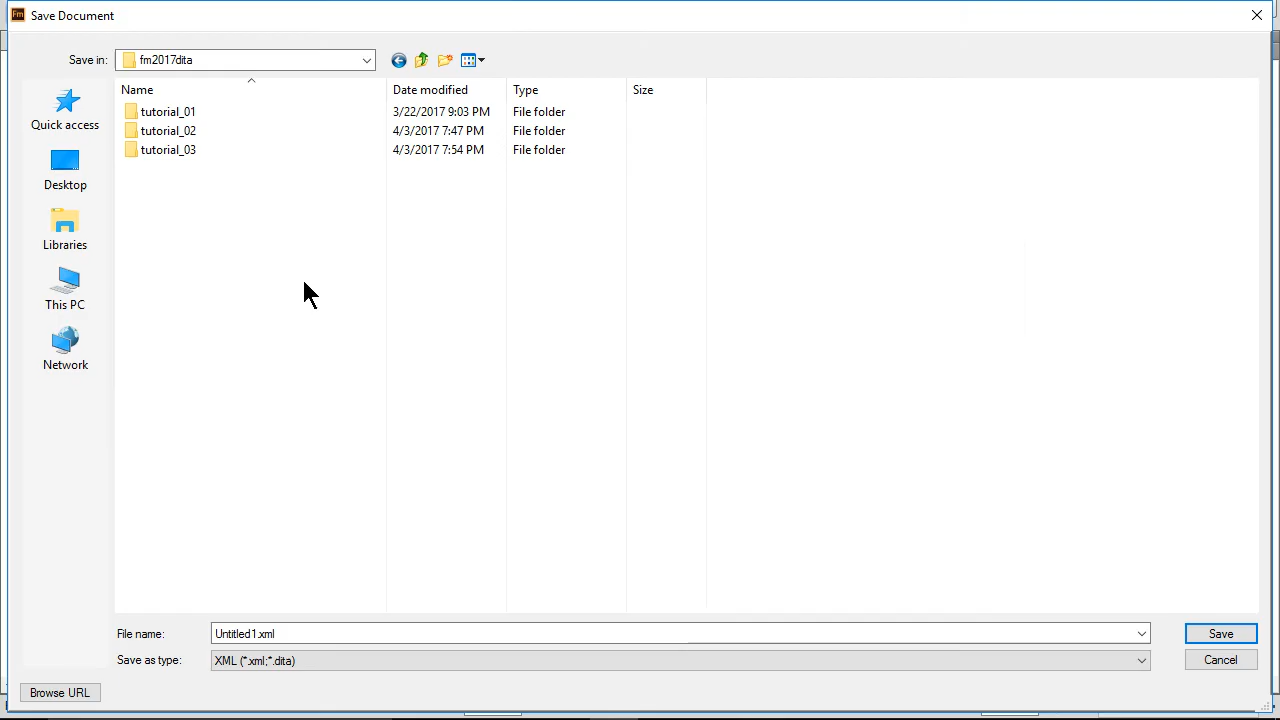 Fm Save Document
Save in: fm2017dita
Name Date modified Type Size
tutorial_01 3/22/2017 9:03 PM File folder
tutorial_02 4/3/2017 7:47 PM File folder
tutorial_03 4/3/2017 7:54 PM File folder
Quick access
Desktop
Libraries
This PC
Network
File name: Untitled1.xml Save
Save as type: XML (*.xml;*.dita) Cancel
Browse URL